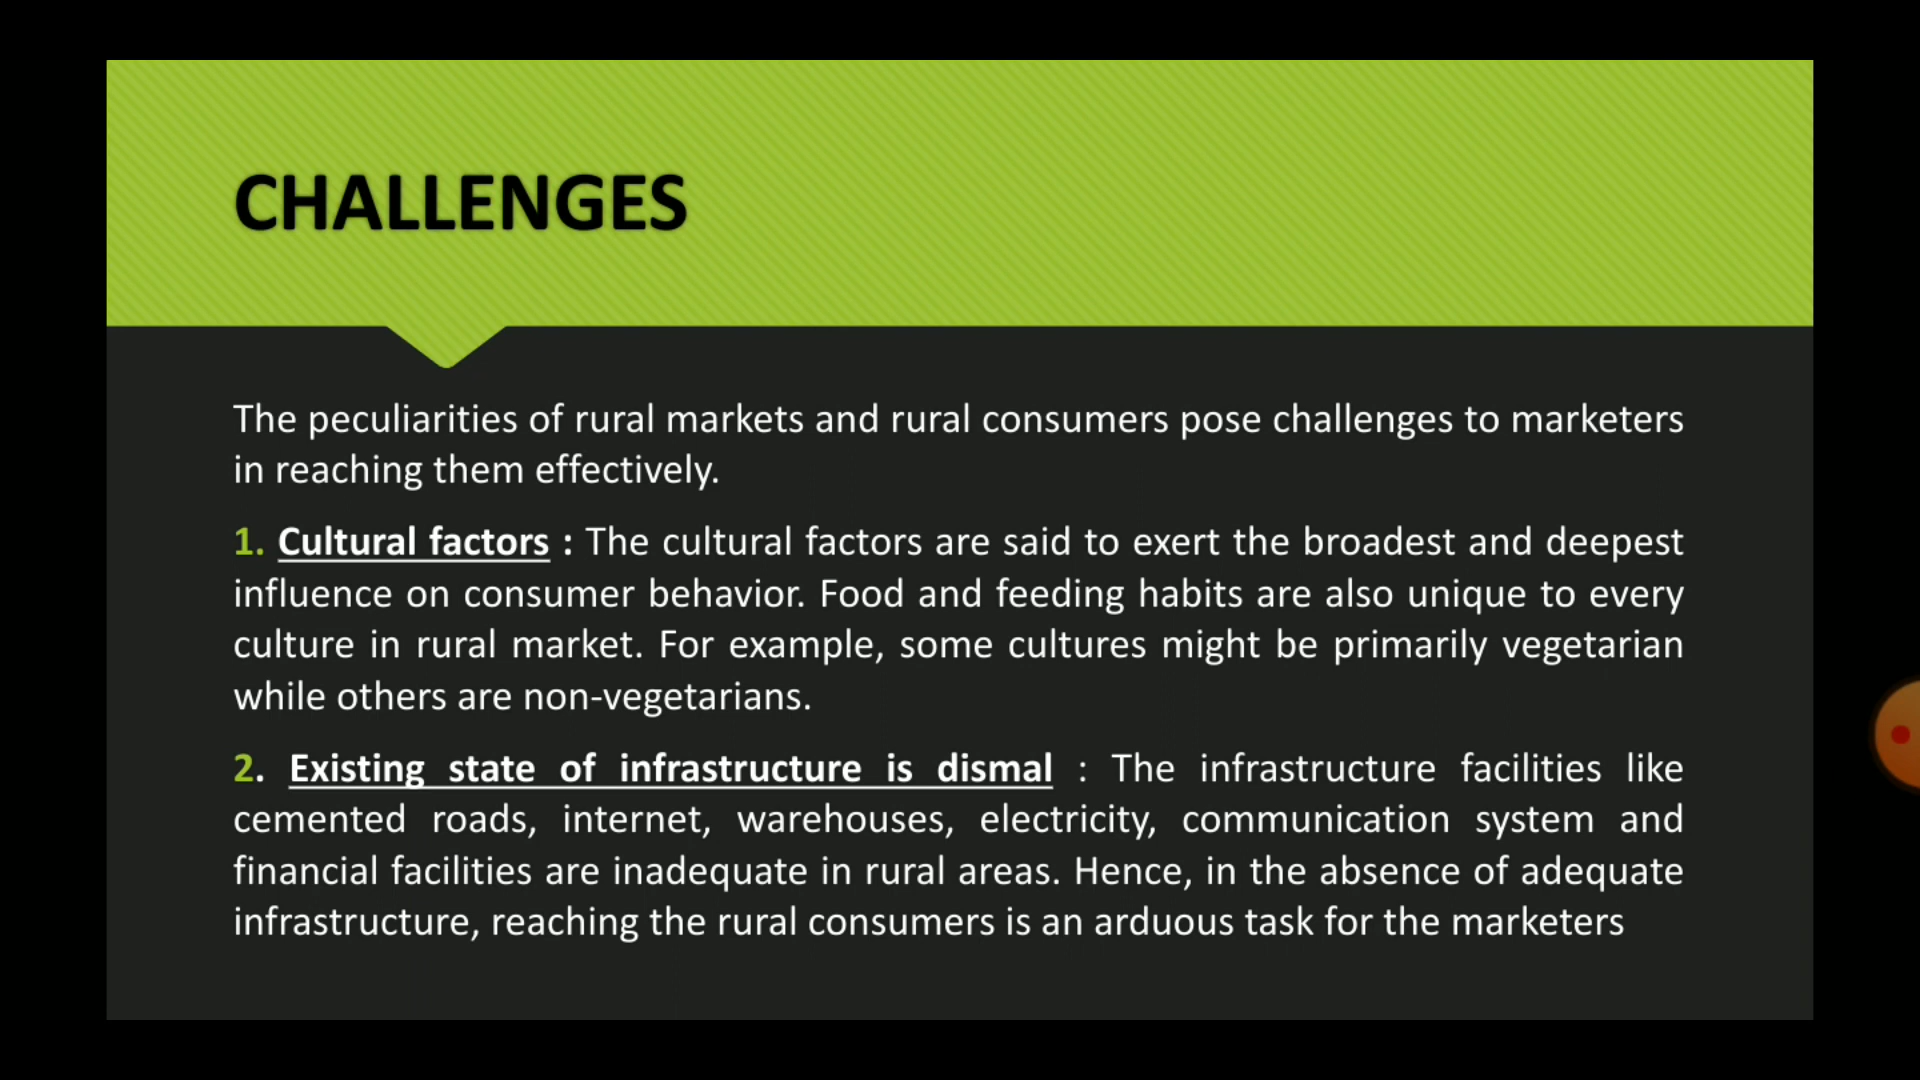 CHALLENGES
The peculiarities of rural markets and rural consumers pose challenges to marketers
in reaching them effectively.
1. Cultural factors : The cultural factors are said to exert the broadest and deepest
influence on consumer behavior. Food and feeding habits are also unique to every
culture in rural market. For example, some cultures might be primarily vegetarian
while others are non-vegetarians.
2. Existing state of infrastructure is dismal : The infrastructure facilities like
cemented roads, internet, warehouses, electricity, communication system and
financial facilities are inadequate in rural areas. Hence, in the absence of adequate
infrastructure, reaching the rural consumers is an arduous task for the marketers